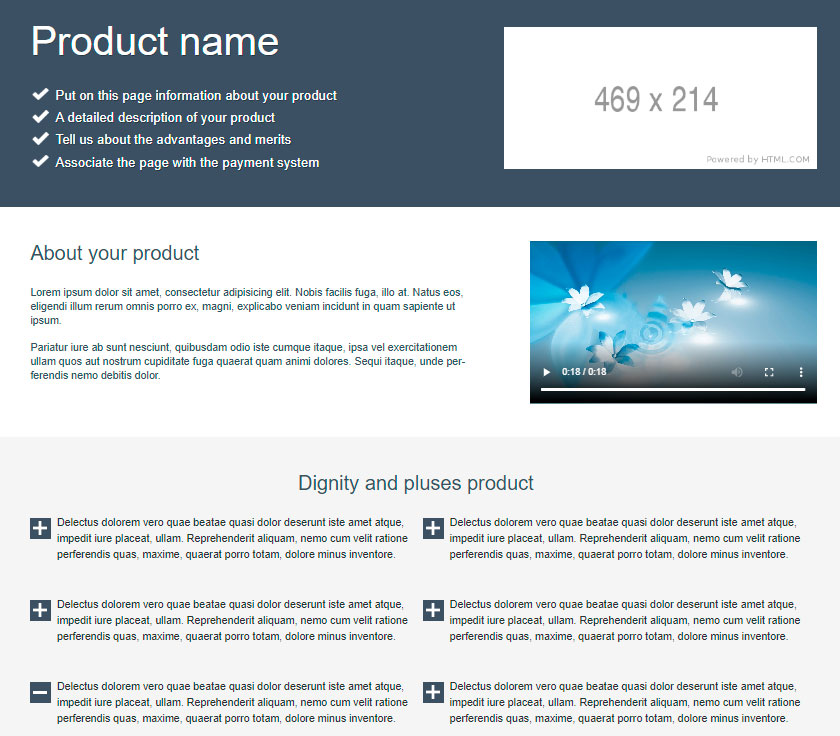 Product name
Put on this page information about your product
A detailed description of your product
Tell us about the advantages and merits
Associate the page with the payment system
469 x 214
Powered by HTML.COM
About your product
Lorem ipsum dolor sit amet, consectetur adipisicing elit. Nobis facilis fuga, illo at. Natus eos,
eligendi illum rerum omnis porro ex, magni, explicabo veniam incidunt in quam sapiente ut
ipsum.
Pariatur iure ab sunt nesciunt, quibusdam odio iste cumque itaque, ipsa vel exercitationem
ullam quos aut nostrum cupiditate fuga quaerat quam animi dolores. Sequi itaque, unde per-
ferendis nemo debitis dolor.
0:18 / 0:18
Dignity and pluses product
Delectus dolorem vero quae beatae quasi dolor deserunt iste amet atque,
impedit iure placeat, ullam. Reprehenderit aliquam, nemo cum velit ratione
perferendis quas, maxime, quaerat porro totam, dolore minus inventore.
Delectus dolorem vero quae beatae quasi dolor deserunt iste amet atque,
impedit iure placeat, ullam. Reprehenderit aliquam, nemo cum velit ratione
perferendis quas, maxime, quaerat porro totam, dolore minus inventore.
Delectus dolorem vero quae beatae quasi dolor deserunt iste amet atque,
impedit iure placeat, ullam. Reprehenderit aliquam, nemo cum velit ratione
perferendis quas, maxime, quaerat porro totam, dolore minus inventore.
Delectus dolorem vero quae beatae quasi dolor deserunt iste amet atque,
impedit iure placeat, ullam. Reprehenderit aliquam, nemo cum velit ratione
perferendis quas, maxime, quaerat porro totam, dolore minus inventore.
Delectus dolorem vero quae beatae quasi dolor deserunt iste amet atque,
impedit iure placeat, ullam. Reprehenderit aliquam, nemo cum velit ratione
perferendis quas, maxime, quaerat porro totam, dolore minus inventore.
Delectus dolorem vero quae beatae quasi dolor deserunt iste amet atque,
impedit iure placeat, ullam. Reprehenderit aliquam, nemo cum velit ratione
perferendis quas, maxime, quaerat porro totam, dolore minus inventore.